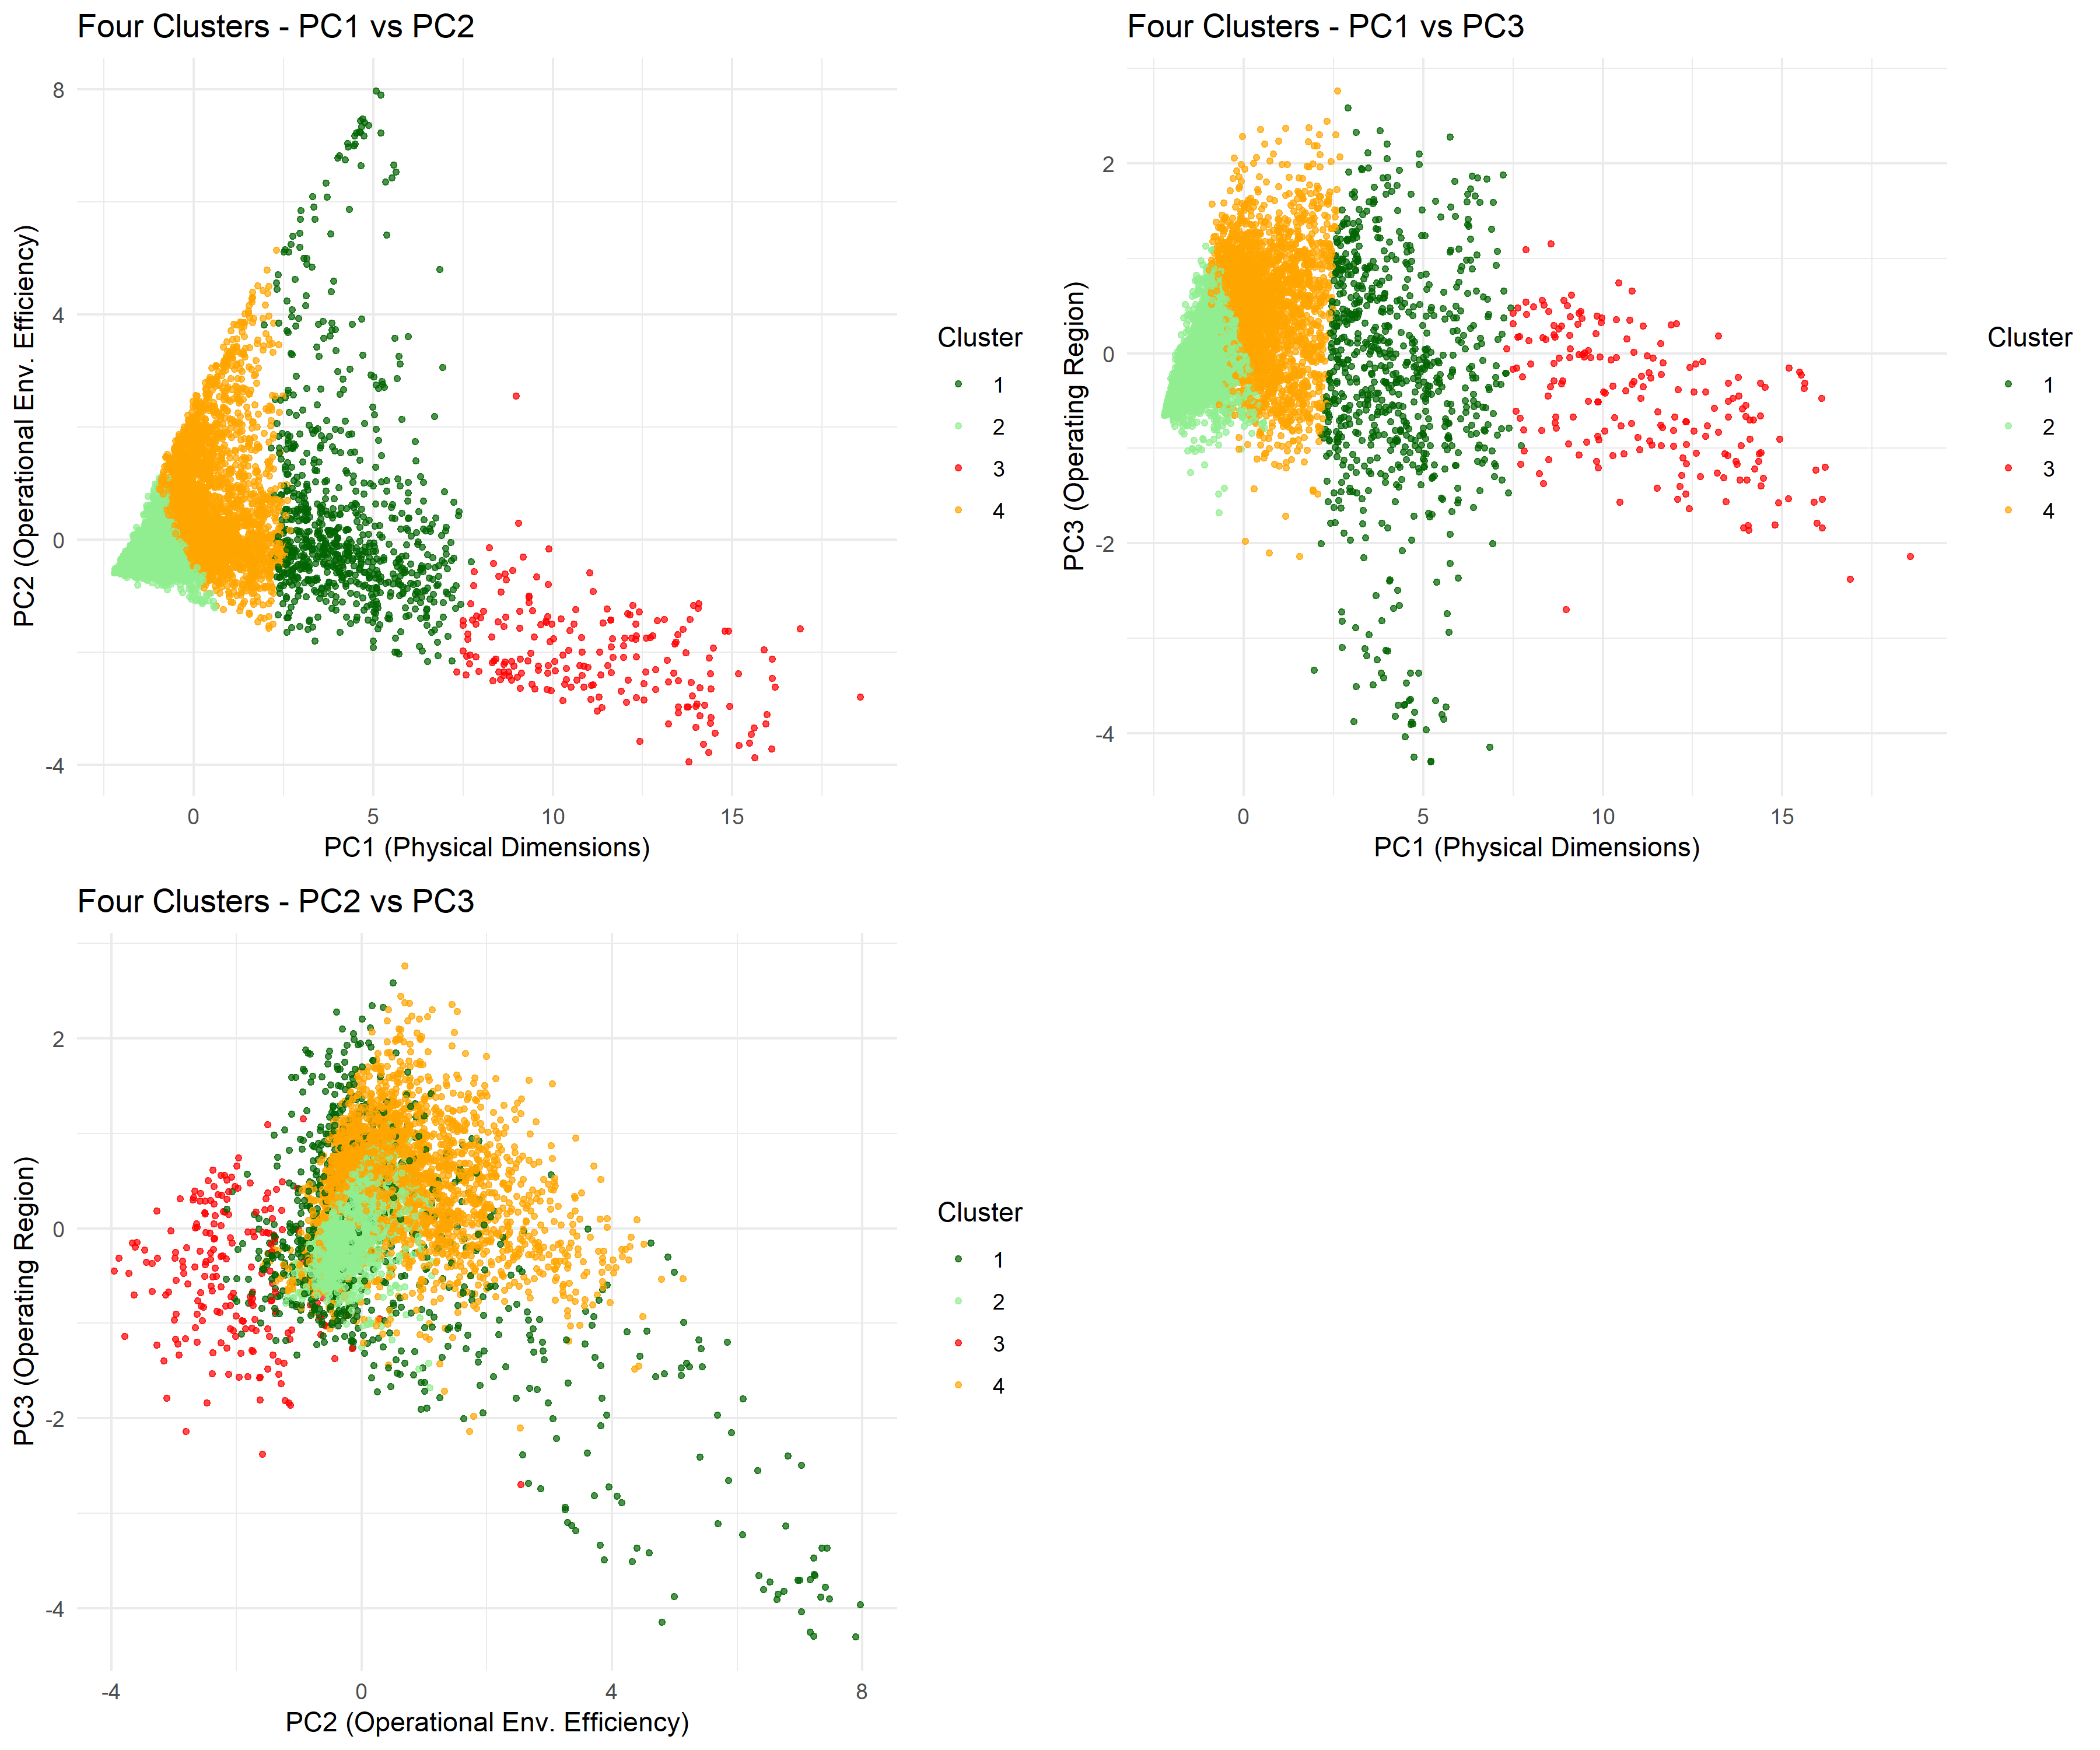 Four Clusters - PC1 vs PC2
8
4
0
-4
0 5 10 15
PC1 (Physical Dimensions)
PC2 (Operational Env. Efficiency)
Cluster
1
2
3
4
Four Clusters - PC1 vs PC3
2
0
-2
-4
0 5 10 15
PC1 (Physical Dimensions)
PC3 (Operating Region)
Cluster
1
2
3
4
Four Clusters - PC2 vs PC3
2
0
-2
-4
-4 0 4 8
PC2 (Operational Env. Efficiency)
PC3 (Operating Region)
Cluster
1
2
3
4